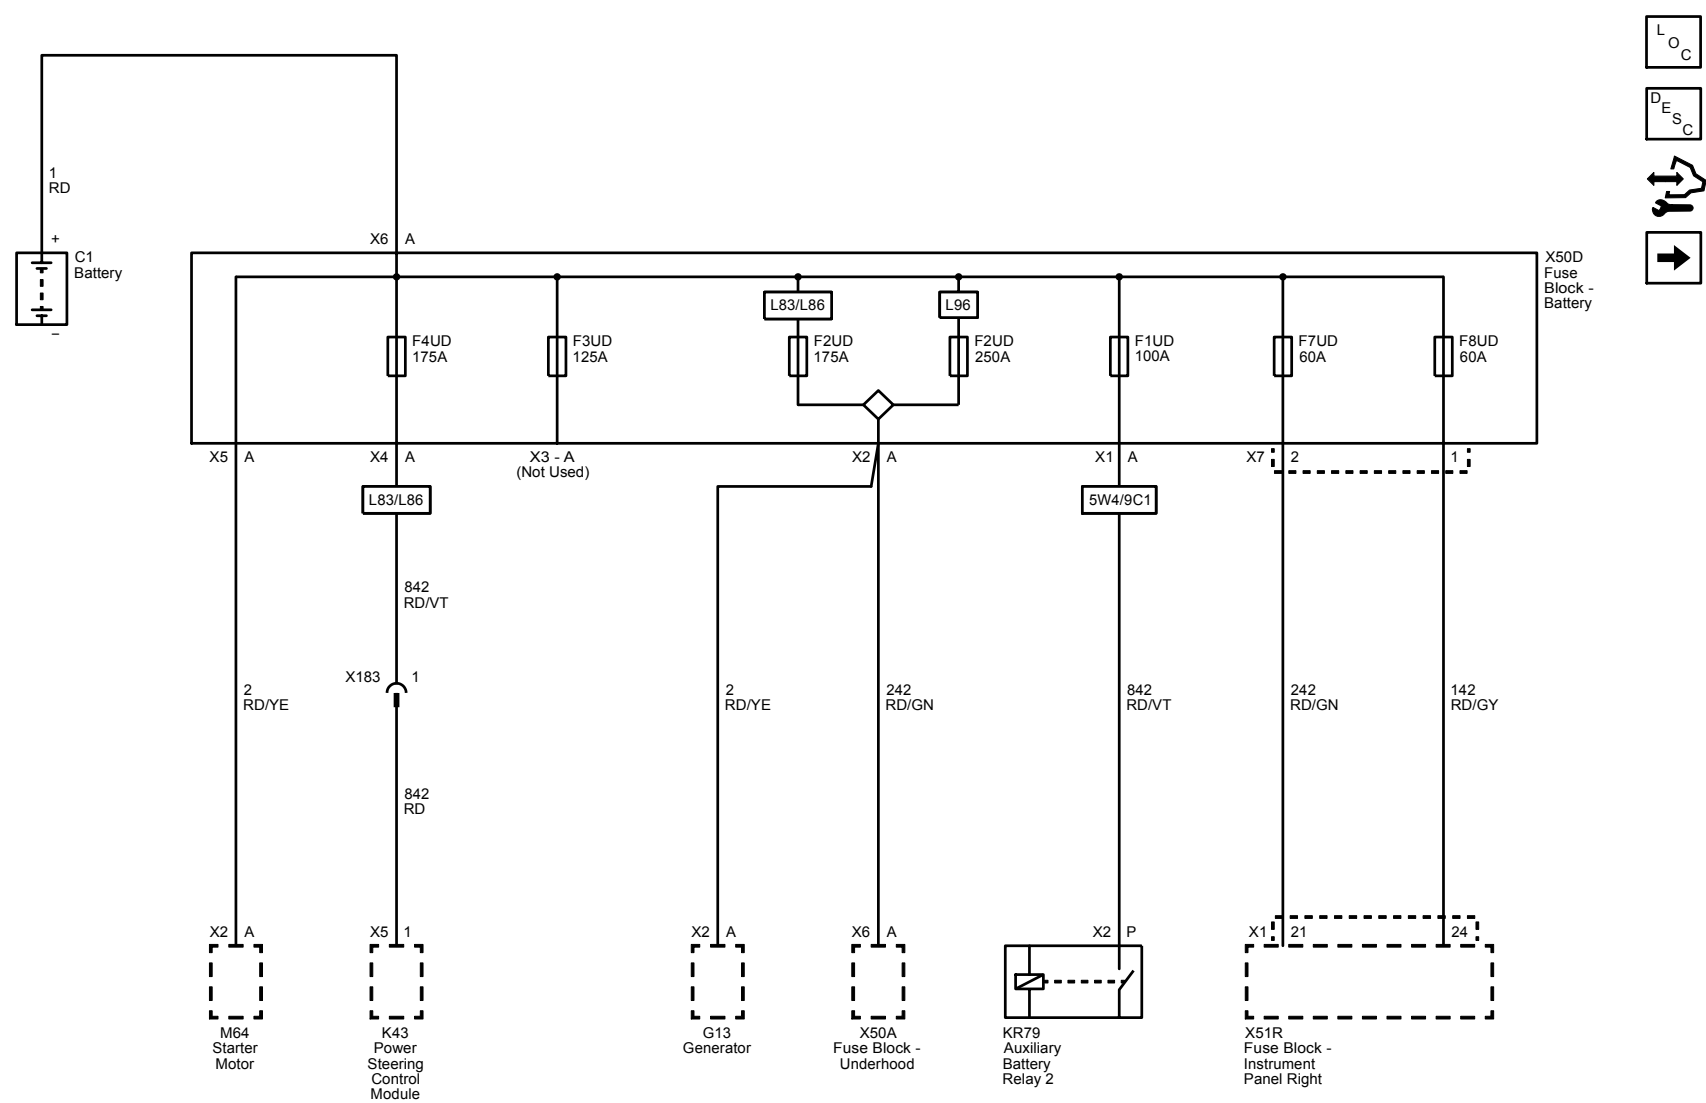 L
O
C
D
E
S
C
1
RD
+
C1
Battery
–
X6 A
X50D
Fuse
Block -
Battery
L83/L86
L96
F4UD
175A
F3UD
125A
F2UD
175A
F2UD
250A
F1UD
100A
F7UD
60A
F8UD
60A
X5 A
X4 A
X3 - A
(Not Used)
X2 A
X1 A
X7 2
1
L83/L86
5W4/9C1
842
RD/VT
X183 1
2
RD/YE
2
RD/YE
242
RD/GN
842
RD/VT
242
RD/GN
142
RD/GY
842
RD
X2 A
X5 1
X2 A
X6 A
X2 P
X1 21
24
M64
Starter
Motor
K43
Power
Steering
Control
Module
G13
Generator
X50A
Fuse Block -
Underhood
KR79
Auxiliary
Battery
Relay 2
X51R
Fuse Block -
Instrument
Panel Right